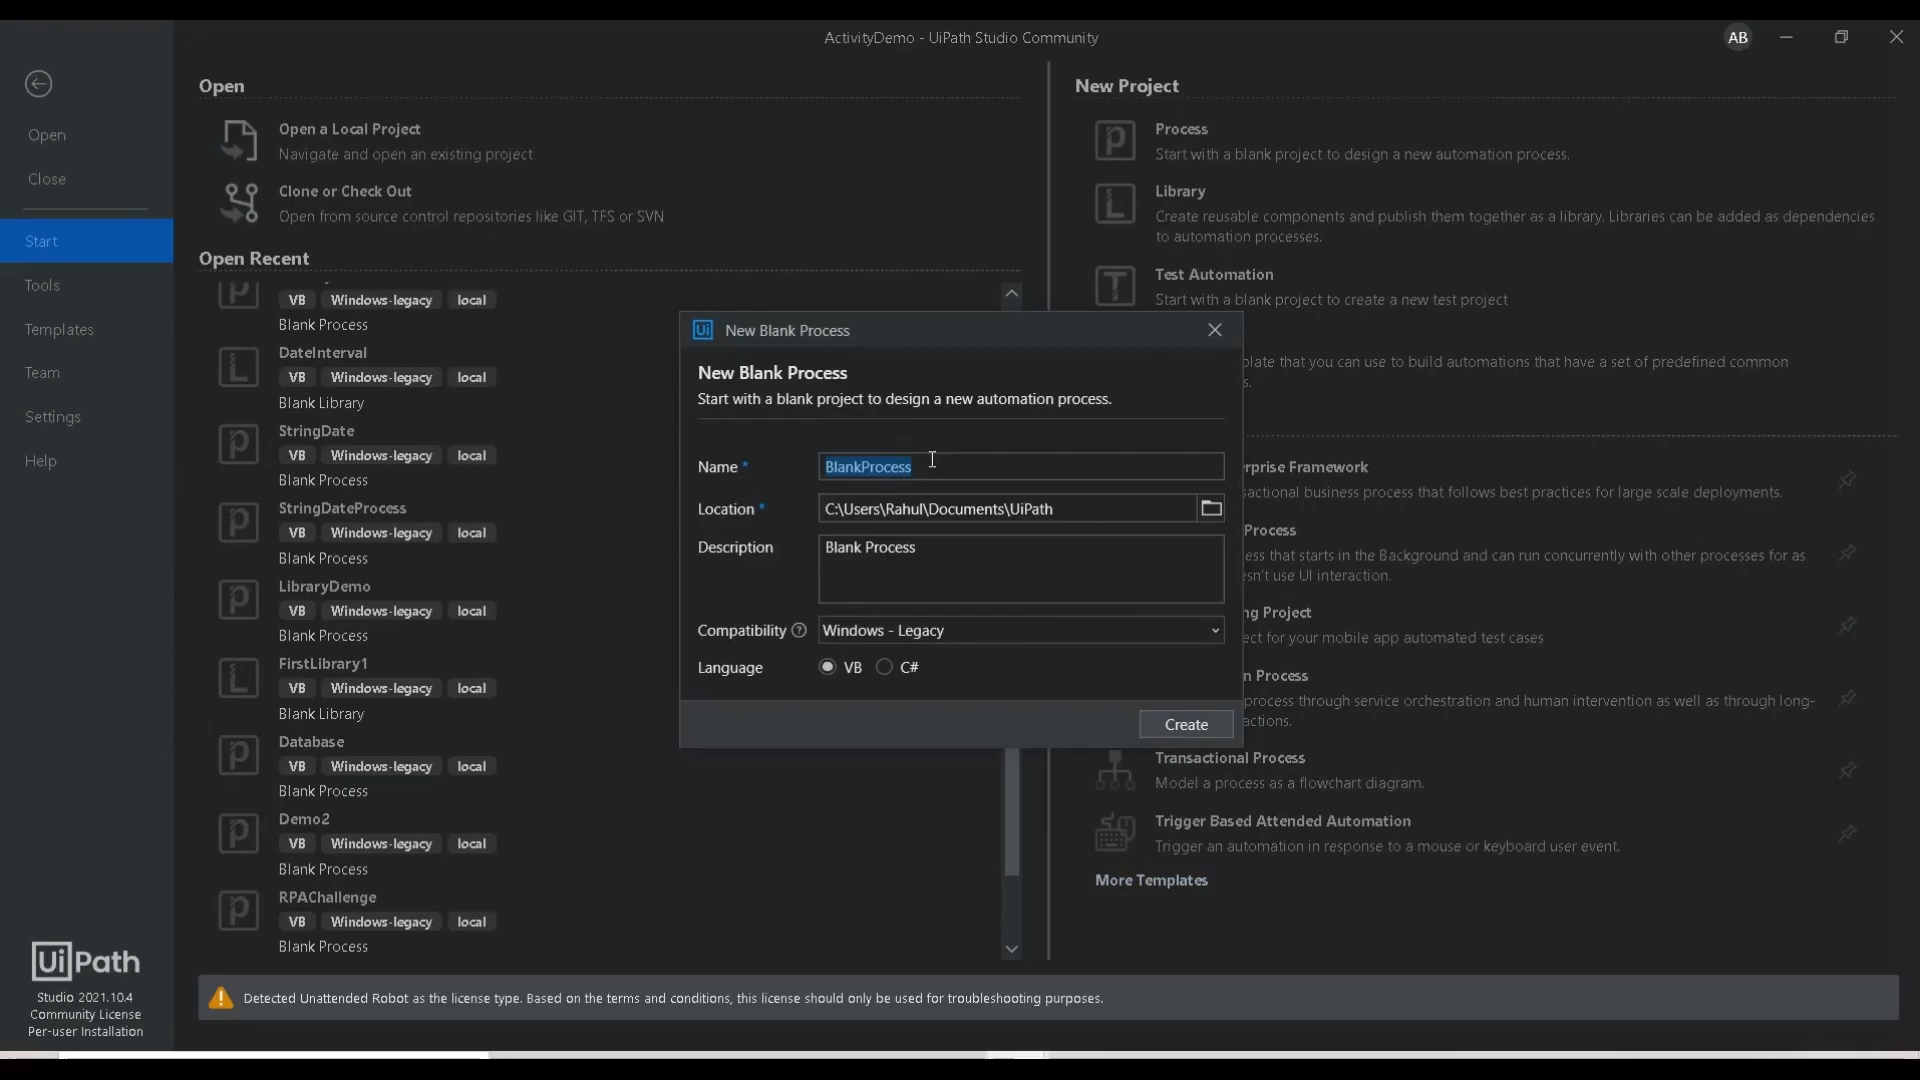 ActivityDemo - UiPath Studio Community
AB
Open
Close
Start
Tools
Templates
Team
Settings
Help
UiPath
Studio 2021.10.4
Community License
Per-user Installation
Open
Open a Local Project
Navigate and open an existing project
Clone or Check Out
Open from source control repositories like GIT, TFS or SVN
Open Recent
VB Windows-legacy local
Blank Process
DateInterval
VB Windows-legacy local
Blank Library
StringDate
VB Windows-legacy local
Blank Process
StringDateProcess
VB Windows-legacy local
Blank Process
LibraryDemo
VB Windows-legacy local
Blank Process
FirstLibrary1
VB Windows-legacy local
Blank Library
Database
VB Windows-legacy local
Blank Process
Demo2
VB Windows-legacy local
Blank Process
RPAChallenge
VB Windows-legacy local
Blank Process
New Project
Process
Start with a blank project to design a new automation process.
Library
Create reusable components and publish them together as a library. Libraries can be added as dependencies
to automation processes.
Test Automation
Start with a blank project to create a new test project
that you can use to build automations that have a set of predefined common
Framework
business process that follows best practices for large scale deployments.
Process
that starts in the Background and can run concurrently with other processes for as
use UI interaction.
Project
for your mobile app automated test cases
Process
process through service orchestration and human intervention as well as through long-
Transactional Process
Model a process as a flowchart diagram.
Trigger Based Attended Automation
Trigger an automation in response to a mouse or keyboard user event.
More Templates
Ui New Blank Process
New Blank Process
Start with a blank project to design a new automation process.
Name * BlankProcess
Location * C:\Users\Rahul\Documents\UiPath
Description Blank Process
Compatibility ? Windows - Legacy
Language VB C#
Create
Detected Unattended Robot as the license type. Based on the terms and conditions, this license should only be used for troubleshooting purposes.